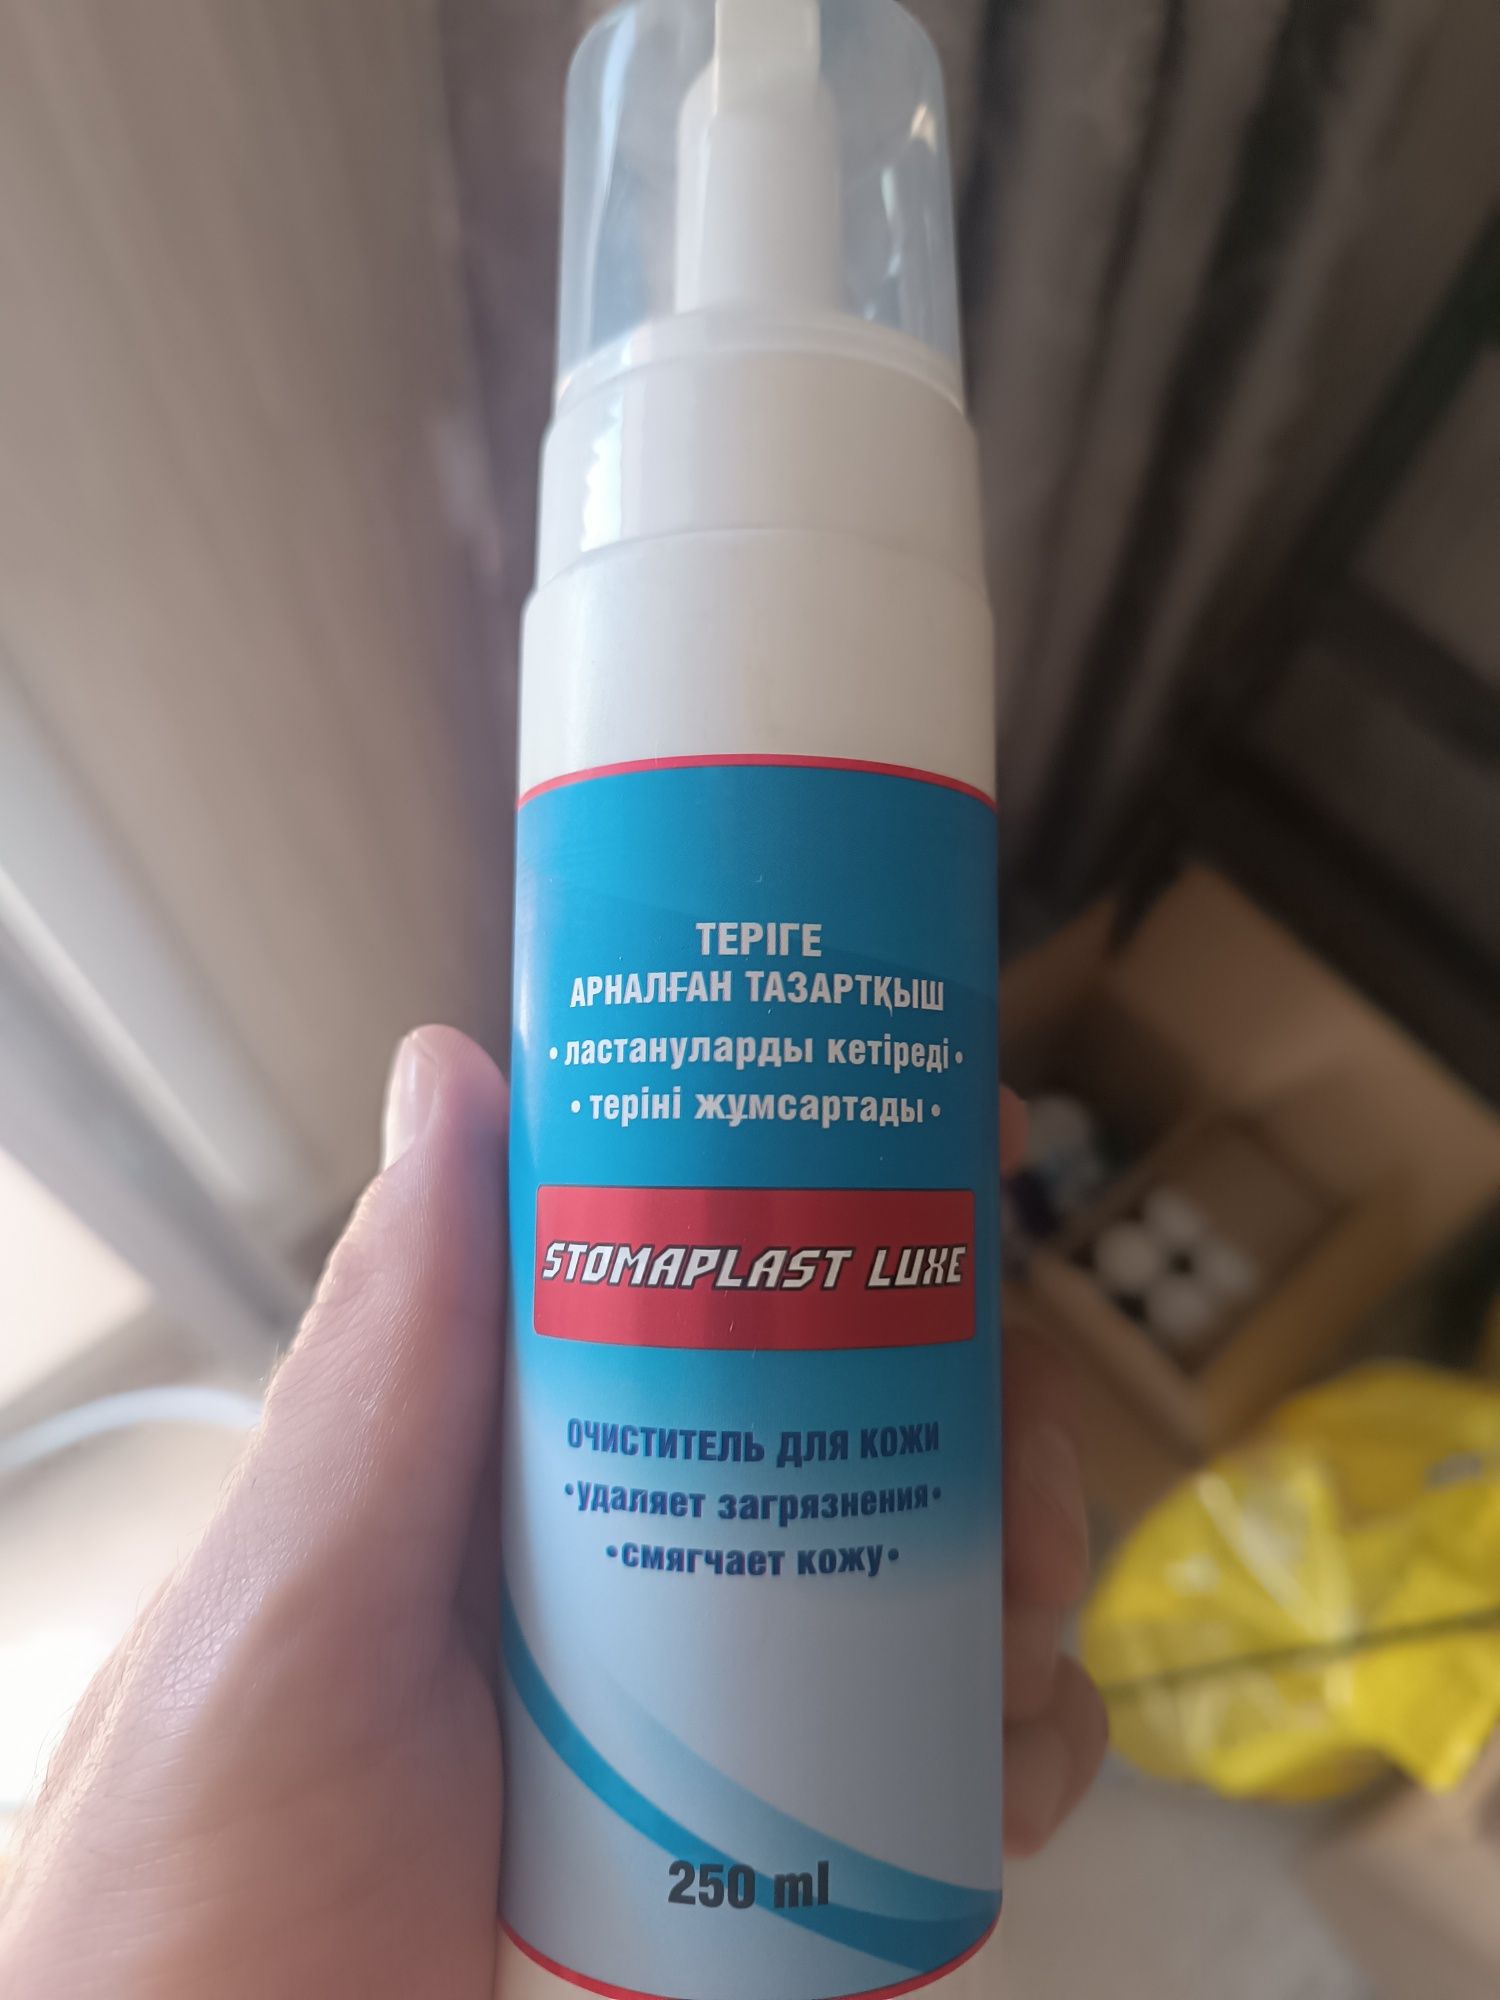 ТЕРІГЕ
АРНАЛҒАН ТАЗАРТҚЫШ
• ластануларды кетіреді •
• теріні жұмсартады •
STOMAPLAST LUXE
ОЧИСТИТЕЛЬ ДЛЯ КОЖИ
•удаляет загрязнения•
•смягчает кожу•
250 ml